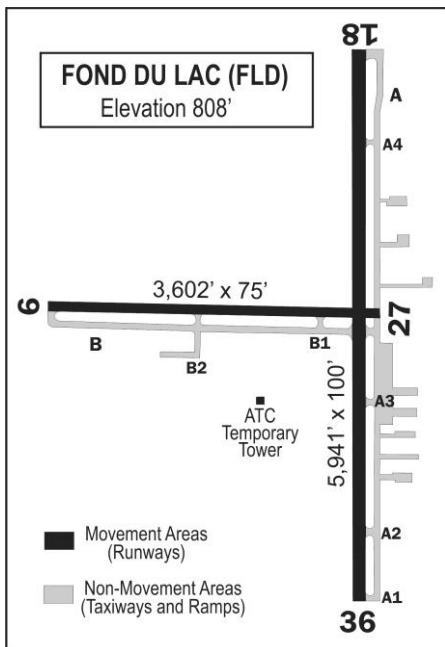 18
FOND DU LAC (FLD)
Elevation 808’
A
A4
3,602’ x 75’
9
27
B
B1
B2
A3
5,941’ x 100’
ATC
Temporary
Tower
A2
Movement Areas
(Runways)
Non-Movement Areas
(Taxiways and Ramps)
A1
36